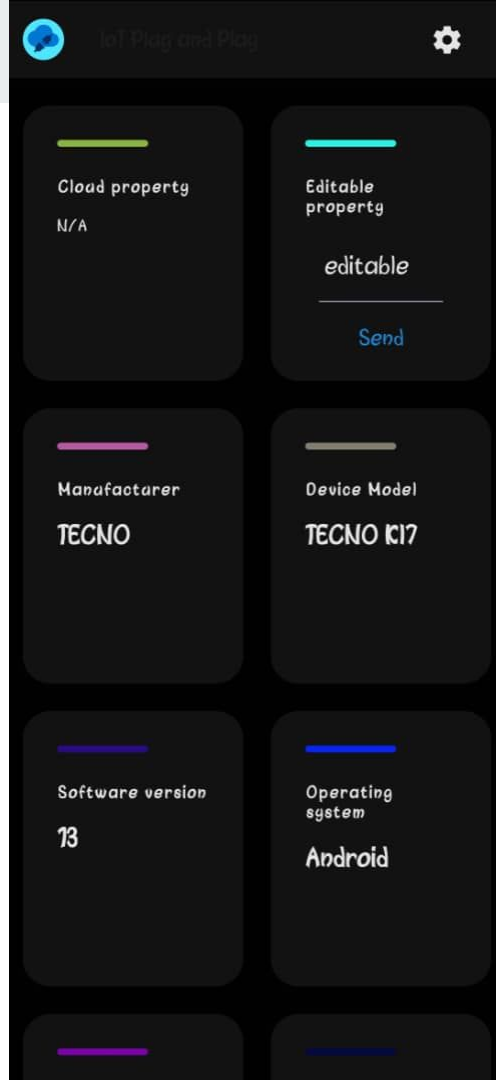 IoT Plug and Play
Cloud property
N/A
Editable
property
editable
Send
Manufacturer
TECNO
Device Model
TECNO KI7
Software version
13
Operating
system
Android